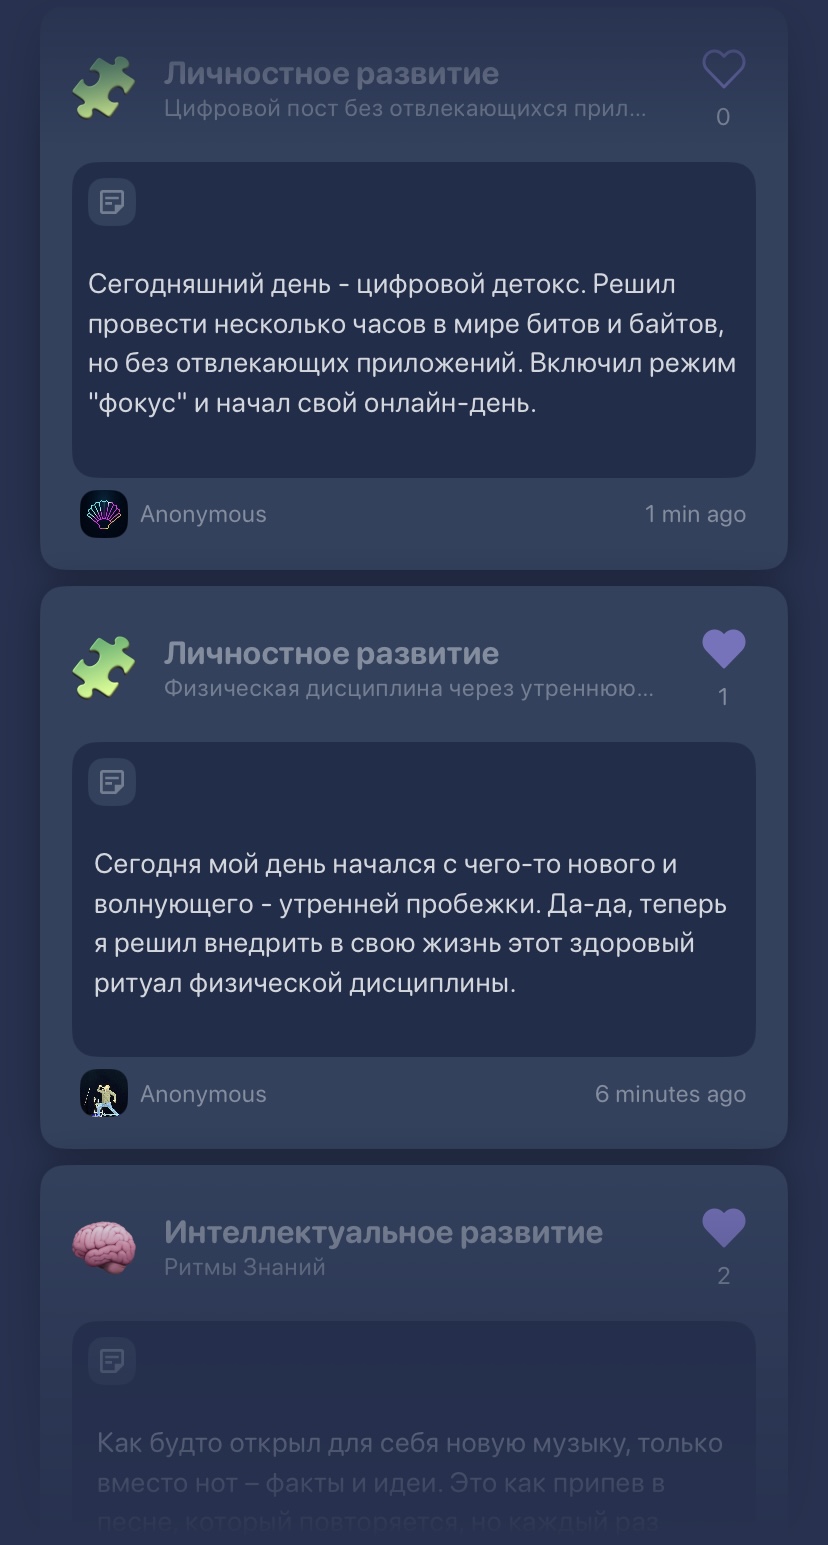 Личностное развитие
Цифровой пост без отвлекающихся прил...
0
Сегодняшний день - цифровой детокс. Решил
провести несколько часов в мире битов и байтов,
но без отвлекающих приложений. Включил режим
"фокус" и начал свой онлайн-день.
Anonymous
1 min ago
Личностное развитие
Физическая дисциплина через утреннюю...
1
Сегодня мой день начался с чего-то нового и
волнующего - утренней пробежки. Да-да, теперь
я решил внедрить в свою жизнь этот здоровый
ритуал физической дисциплины.
Anonymous
6 minutes ago
Интеллектуальное развитие
Ритмы Знаний
2
Как будто открыл для себя новую музыку, только
вместо нот – факты и идеи. Это как припев в
песне, который повторяется, но каждый раз